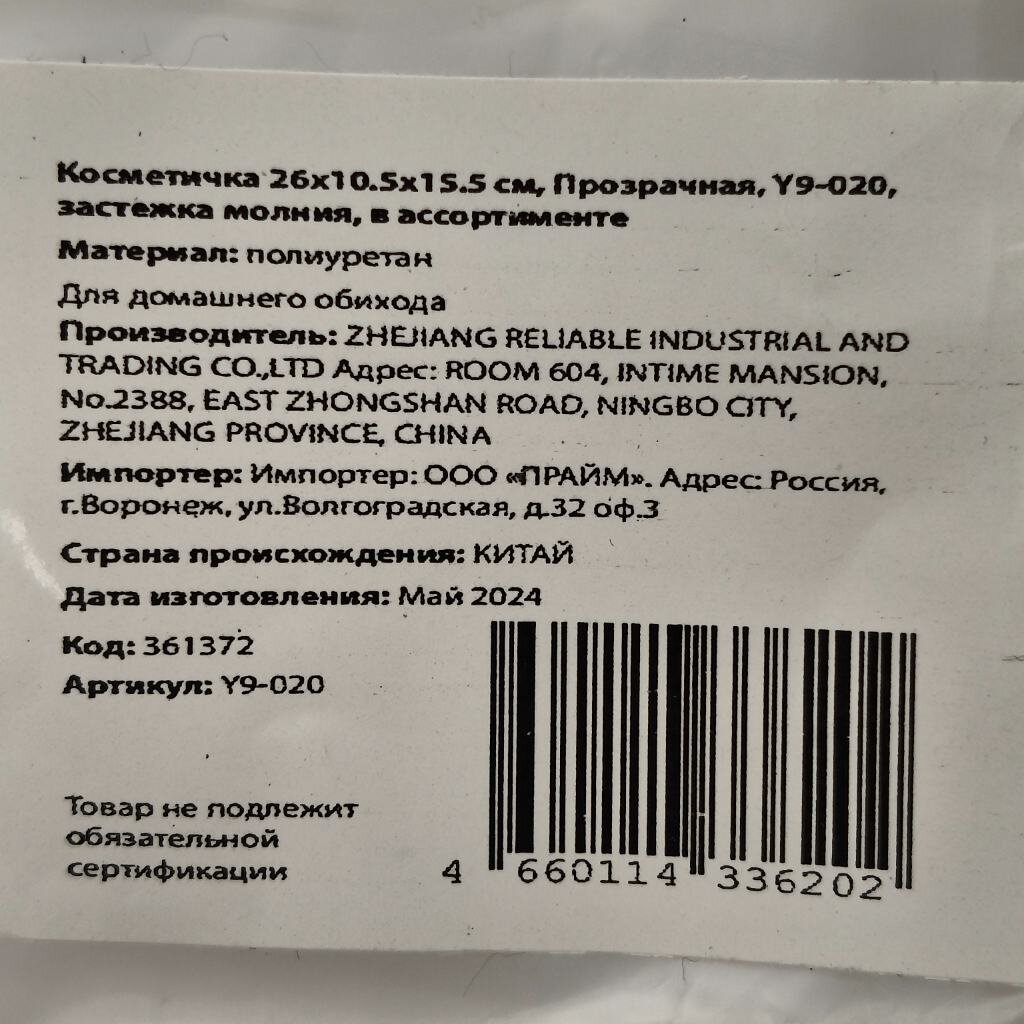 Косметичка 26х10.5х15.5 см, Прозрачная, Y9-020,
застежка молния, в ассортименте
Материал: полиуретан
Для домашнего обихода
Производитель: ZHEJIANG RELIABLE INDUSTRIAL AND
TRADING CO.,LTD Адрес: ROOM 604, INTIME MANSION,
No.2388, EAST ZHONGSHAN ROAD, NINGBO CITY,
ZHEJIANG PROVINCE, CHINA
Импортер: Импортер: ООО «ПРАЙМ». Адрес: Россия,
г.Воронеж, ул.Волгоградская, д.32 оф.3
Страна происхождения: КИТАЙ
Дата изготовления: Май 2024
Код: 361372
Артикул: Y9-020
Товар не подлежит
обязательной
сертификации
4 660114 336202